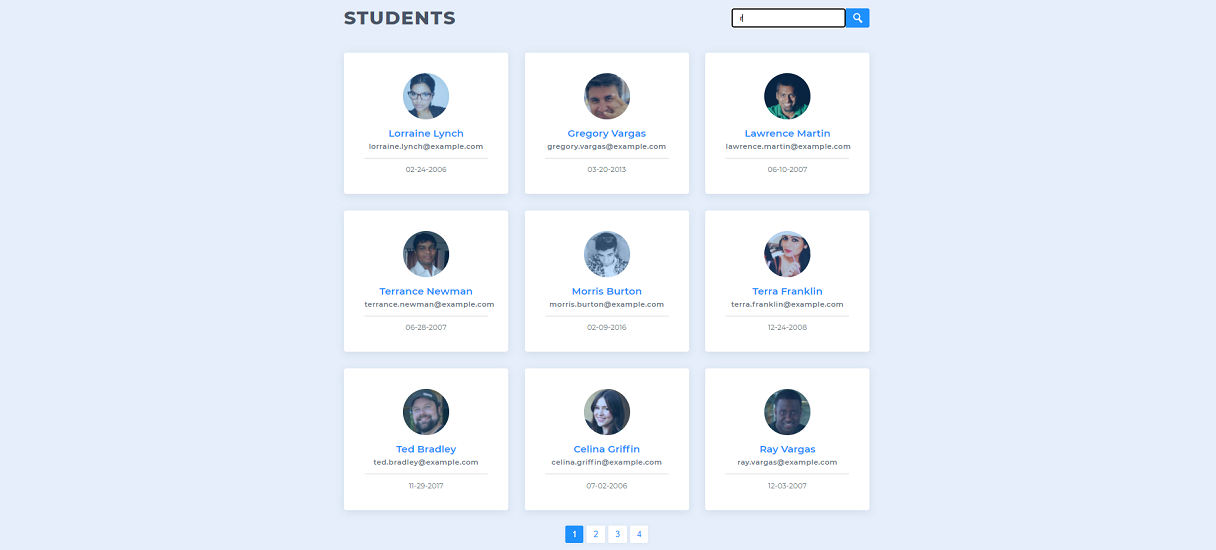 STUDENTS
r
Lorraine Lynch
lorraine.lynch@example.com
02-24-2006
Gregory Vargas
gregory.vargas@example.com
03-20-2013
Lawrence Martin
lawrence.martin@example.com
06-10-2007
Terrance Newman
terrance.newman@example.com
06-28-2007
Morris Burton
morris.burton@example.com
02-09-2016
Terra Franklin
terra.franklin@example.com
12-24-2008
Ted Bradley
ted.bradley@example.com
11-29-2017
Celina Griffin
celina.griffin@example.com
07-02-2006
Ray Vargas
ray.vargas@example.com
12-03-2007
1 2 3 4